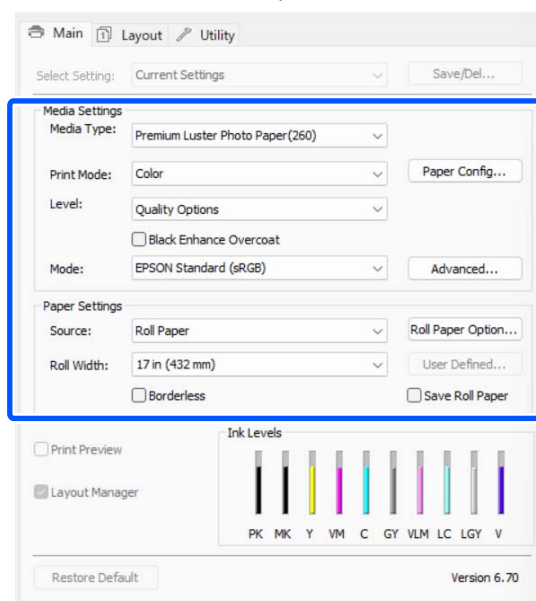 Main Layout Utility
Select Setting: Current Settings Save/Del...
Media Settings
Media Type: Premium Luster Photo Paper(260)
Print Mode: Color Paper Config...
Level: Quality Options
Black Enhance Overcoat
Mode: EPSON Standard (sRGB) Advanced...
Paper Settings
Source: Roll Paper Roll Paper Option...
Roll Width: 17 in (432 mm) User Defined...
Borderless Save Roll Paper
Ink Levels
Print Preview
Layout Manager
PK MK Y VM C GY VLM LC LGY V
Restore Default Version 6.70